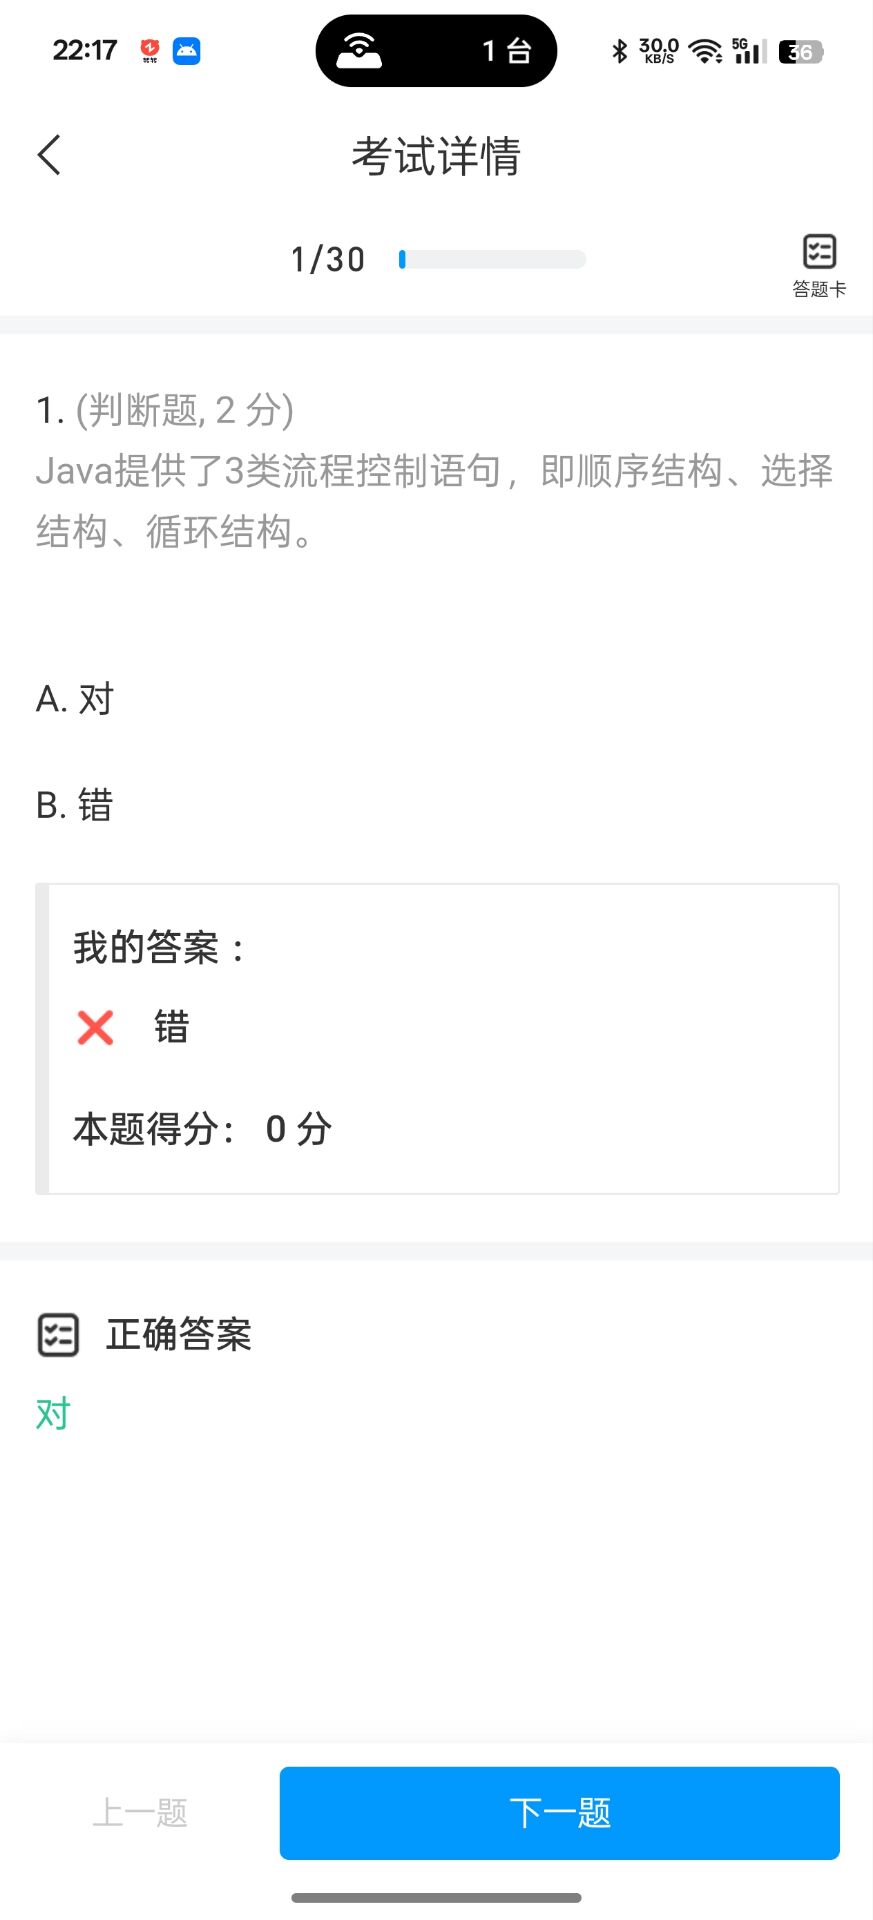 22:17
1 台
30.0
KB/S
5G
36
考试详情
1/30
答题卡
1. (判断题, 2 分)
Java提供了3类流程控制语句，即顺序结构、选择
结构、循环结构。
A. 对
B. 错
我的答案：
错
本题得分： 0 分
正确答案
对
上一题
下一题